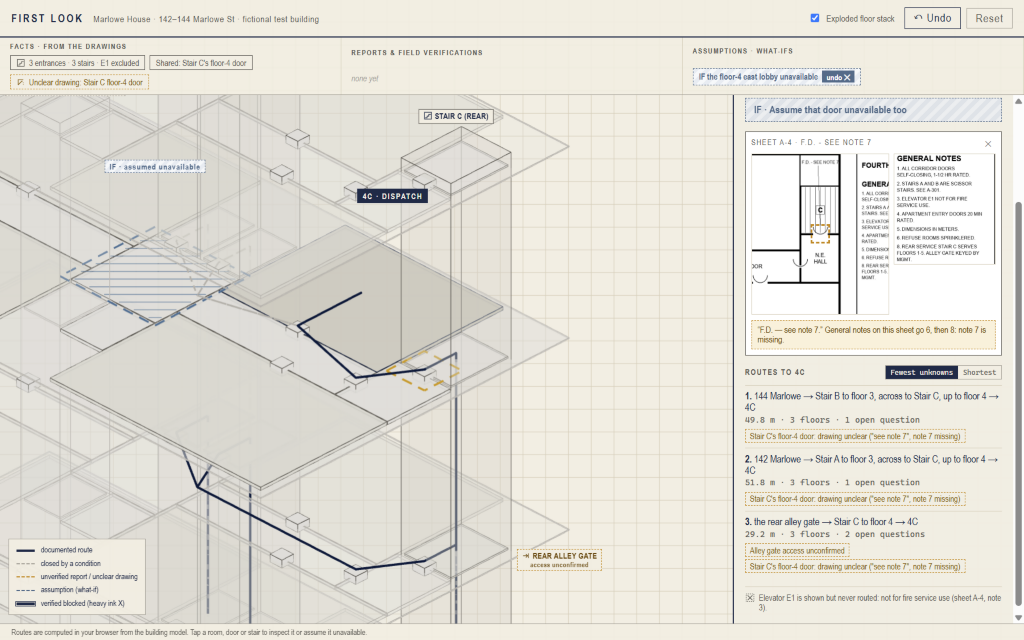 FIRST LOOK
Marlowe House · 142–144 Marlowe St · fictional test building
Exploded floor stack
Undo
Reset
FACTS · FROM THE DRAWINGS
3 entrances · 3 stairs · E1 excluded
Shared: Stair C's floor-4 door
Unclear drawing: Stair C floor-4 door
REPORTS & FIELD VERIFICATIONS
none yet
ASSUMPTIONS · WHAT-IFS
IF the floor-4 east lobby unavailable
undo ✕
STAIR C (REAR)
IF · assumed unavailable
4C · DISPATCH
REAR ALLEY GATE
access unconfirmed
documented route
closed by a condition
unverified report / unclear drawing
assumption (what-if)
verified blocked (heavy ink X)
IF · Assume that door unavailable too
SHEET A-4 · F.D. - SEE NOTE 7
F.D. - SEE NOTE 7
C
N.E.
HALL
OOR
FOURTH
GENERA
GENERAL NOTES
1. ALL CORRIDOR DOORS
SELF-CLOSING, 1-1/2 HR RATED.
2. STAIRS A AND B ARE SCISSOR
STAIRS. SEE A-301.
3. ELEVATOR E1 NOT FOR FIRE
SERVICE USE.
4. APARTMENT ENTRY DOORS 20 MIN
RATED.
5. DIMENSIONS IN METERS.
6. REFUSE ROOMS SPRINKLERED.
8. REAR SERVICE STAIR C SERVES
FLOORS 1-5. ALLEY GATE KEYED BY
MGMT.
"F.D. — see note 7." General notes on this sheet go 6, then 8: note 7 is
missing.
ROUTES TO 4C
Fewest unknowns
Shortest
1. 144 Marlowe → Stair B to floor 3, across to Stair C, up to floor 4 →
4C
49.8 m · 3 floors · 1 open question
Stair C's floor-4 door: drawing unclear ("see note 7", note 7 missing)
2. 142 Marlowe → Stair A to floor 3, across to Stair C, up to floor 4 →
4C
51.8 m · 3 floors · 1 open question
Stair C's floor-4 door: drawing unclear ("see note 7", note 7 missing)
3. the rear alley gate → Stair C to floor 4 → 4C
29.2 m · 3 floors · 2 open questions
Alley gate access unconfirmed
Stair C's floor-4 door: drawing unclear ("see note 7", note 7 missing)
Elevator E1 is shown but never routed: not for fire service use (sheet A-4, note
3).
Routes are computed in your browser from the building model. Tap a room, door or stair to inspect it or assume it unavailable.